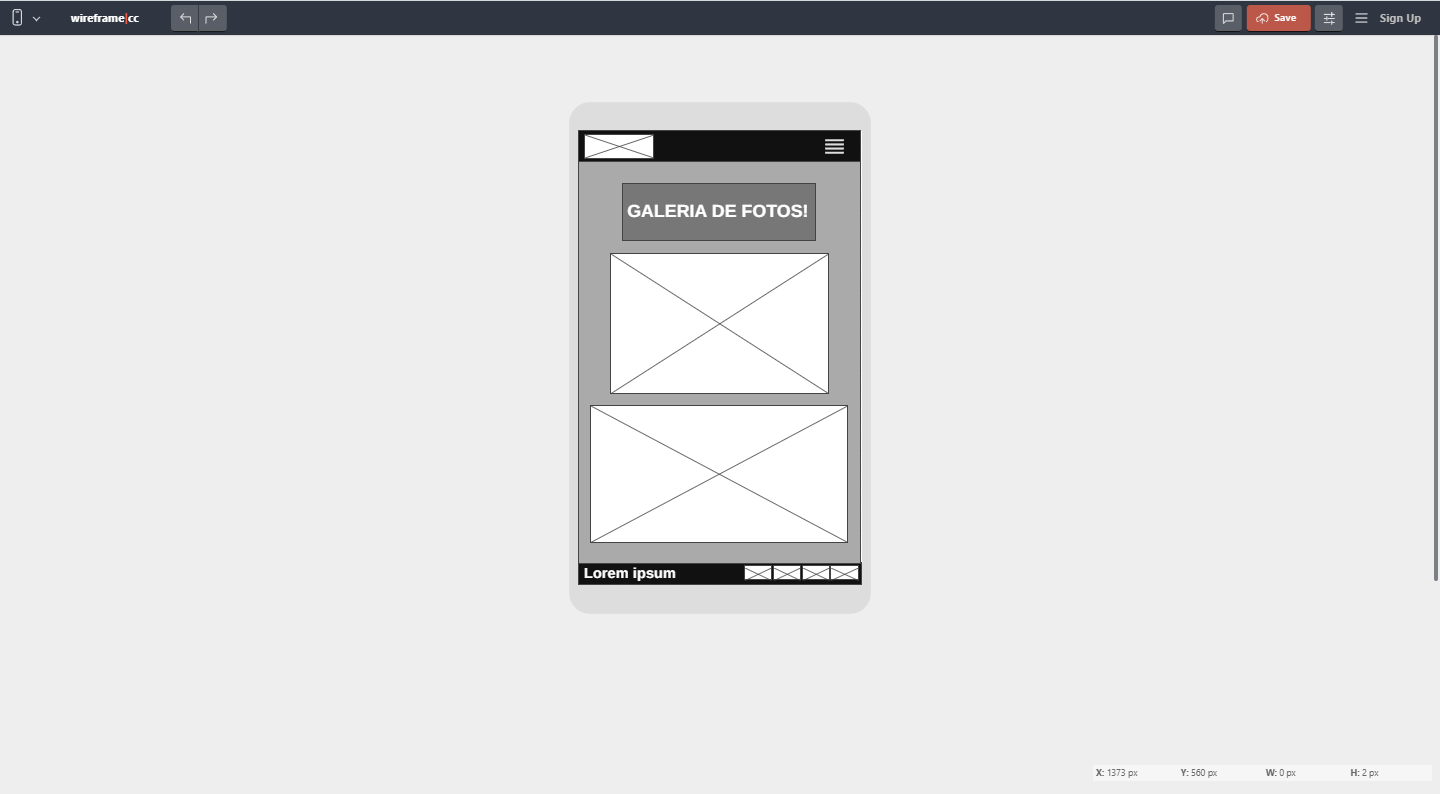 wireframe|cc
Save
Sign Up
GALERIA DE FOTOS!
Lorem ipsum
X: 1373 px Y: 560 px W: 0 px H: 2 px